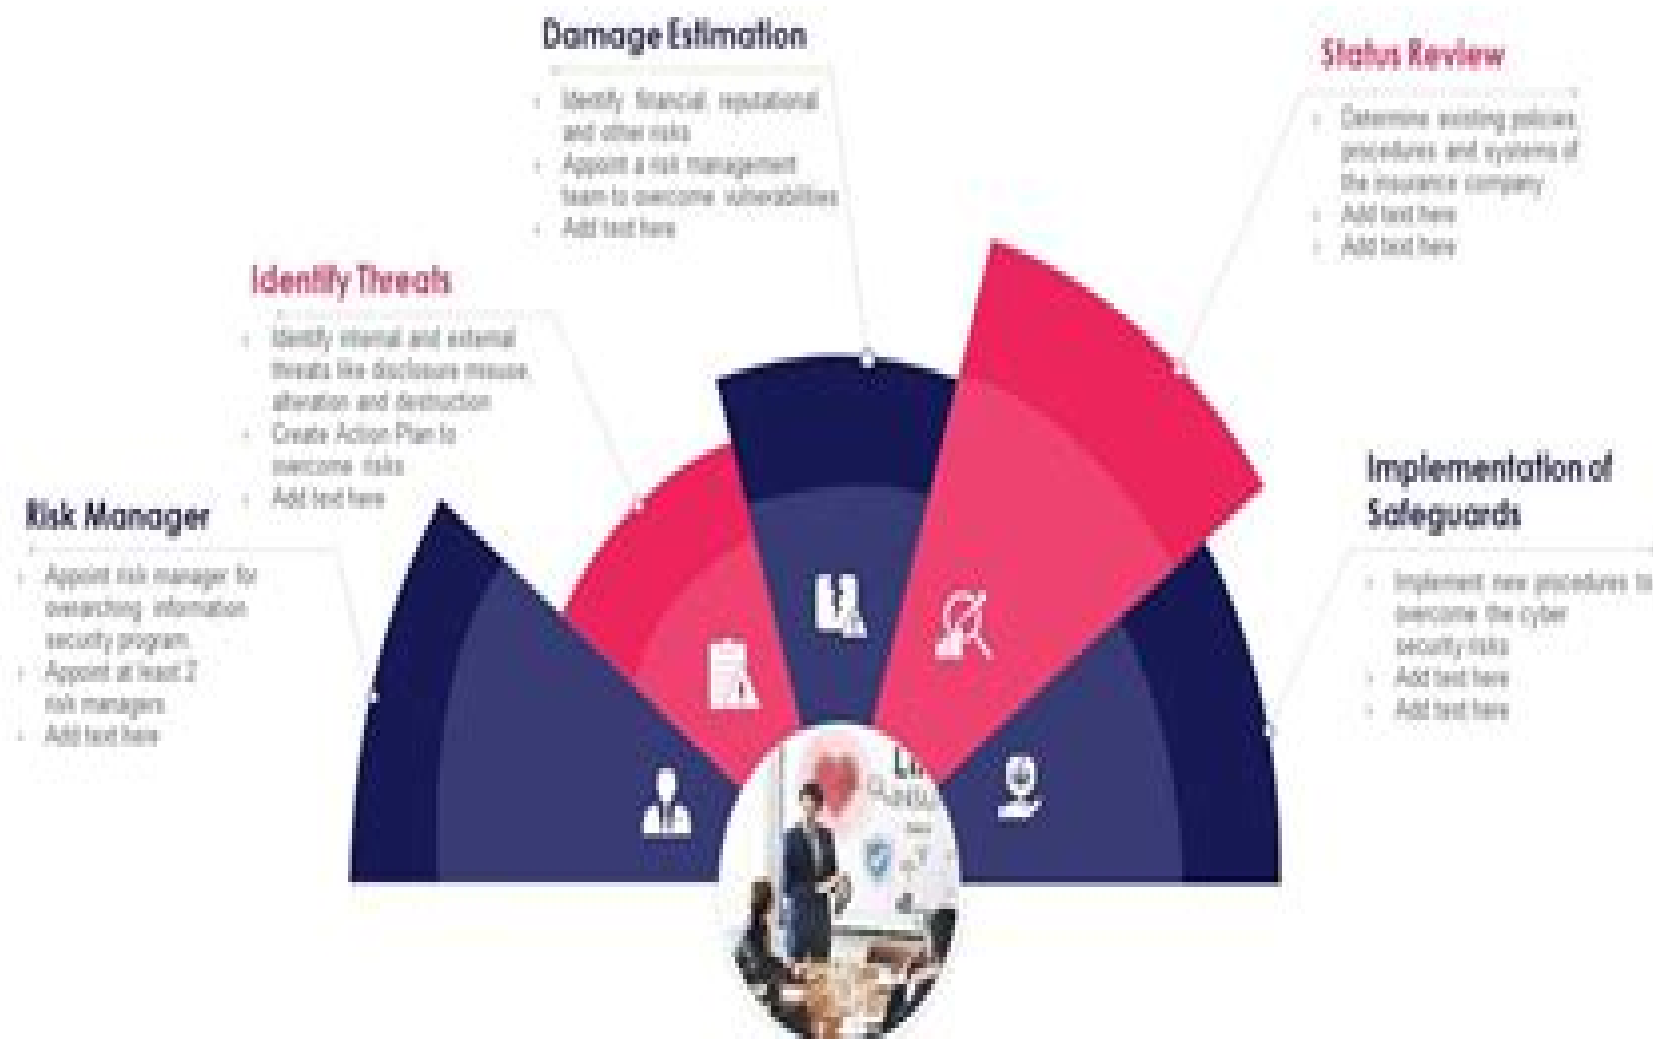 Damage Estimation
Identify financial, reputational
and other risks
Appoint a risk management
team to overcome vulnerabilities
Add text here
Status Review
Determine existing policies,
procedures and systems of
the insurance company
Add text here
Add text here
Identify Threats
Identify internal and external
threats like disclosure misuse,
alteration and destruction
Create Action Plan to
overcome risks
Add text here
Risk Manager
Appoint risk manager for
overarching information
security program.
Appoint at least 2
risk managers
Add text here
Implementation of
Safeguards
Implement new procedures to
overcome the cyber
security risks
Add text here
Add text here